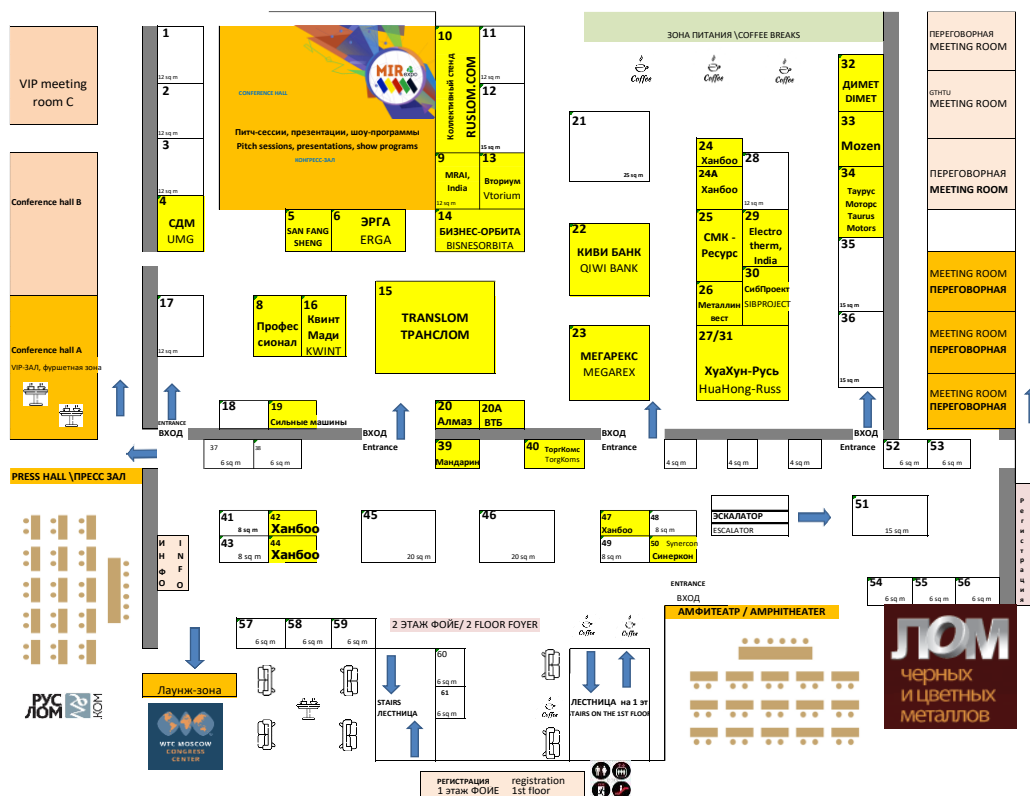 VIP meeting
room C
Conference hall B
Conference hall A
VIP-ЗАЛ, фуршетная зона
1
12 sq m
2
12 sq m
3
12 sq m
4
СДМ
UMG
CONFERENCE HALL
MIR
expo
Питч-сессии, презентации, шоу-программы
Pitch sessions, presentations, show programs
КОНГРЕСС-ЗАЛ
5
SAN FANG
SHENG
6
ЭРГА
ERGA
10
Коллективный стенд
RUSLOM.COM
11
12 sq m
12
15 sq m
9
MRAI,
India
12 sq m
13
Вториум
Vtorium
14
БИЗНЕС-ОРБИТА
BISNESORBITA
ЗОНА ПИТАНИЯ \COFFEE BREAKS
Coffee
Coffee
Coffee
21
25 sq m
22
КИВИ БАНК
QIWI BANK
23
МЕГАРЕКС
MEGAREX
24
Ханбоо
24A
Ханбоо
28
12 sq m
25
СМК -
Ресурс
29
Electro
therm,
India
26
Металлин
вест
30
СибПроект
SIBPROJECT
27/31
ХуаХун-Русь
HuaHong-Russ
32
ДИМЕТ
DIMET
33
Mozen
34
Таурус
Моторс
Taurus
Motors
35
15 sq m
36
15 sq m
ПЕРЕГОВОРНАЯ
MEETING ROOM
GTHTU
MEETING ROOM
ПЕРЕГОВОРНАЯ
MEETING ROOM
MEETING ROOM
ПЕРЕГОВОРНАЯ
MEETING ROOM
ПЕРЕГОВОРНАЯ
MEETING ROOM
ПЕРЕГОВОРНАЯ
17
12 sq m
8
Профес
сионал
16
Квинт
Мади
KWINT
15
TRANSLOM
ТРАНСЛОМ
18
19
Сильные машины
20
Алмаз
20A
ВТБ
ENTRANCE
ВХОД
ВХОД
Entrance
ВХОД
Entrance
ВХОД
Entrance
37
6 sq m
38
6 sq m
39
Мандарин
40
ТоргКомс
TorgKoms
4 sq m
4 sq m
4 sq m
52
6 sq m
53
6 sq m
PRESS HALL \ПРЕСС ЗАЛ
41
8 sq m
42
Ханбоо
43
8 sq m
44
Ханбоо
45
20 sq m
46
20 sq m
47
Ханбоо
48
8 sq m
49
8 sq m
50 Synercon
Синеркон
ЭСКАЛАТОР
ESCALATOR
51
15 sq m
Регистрация
ИНФО
INFO
ENTRANCE
ВХОД
54
6 sq m
55
6 sq m
56
6 sq m
АМФИТЕАТР / AMPHITHEATER
57
6 sq m
58
6 sq m
59
6 sq m
2 ЭТАЖ ФОЙЕ/ 2 FLOOR FOYER
Coffee
Coffee
60
6 sq m
61
6 sq m
STAIRS
ЛЕСТНИЦА
Coffee
ЛЕСТНИЦА на 1 эт
STAIRS ON THE 1ST FLOOR
Лаунж-зона
WTC MOSCOW
CONGRESS
CENTER
РУС
ЛОМ
.КОМ
ЛОМ
черных
и цветных
металлов
РЕГИСТРАЦИЯ registration
1 этаж ФОИЕ 1st floor